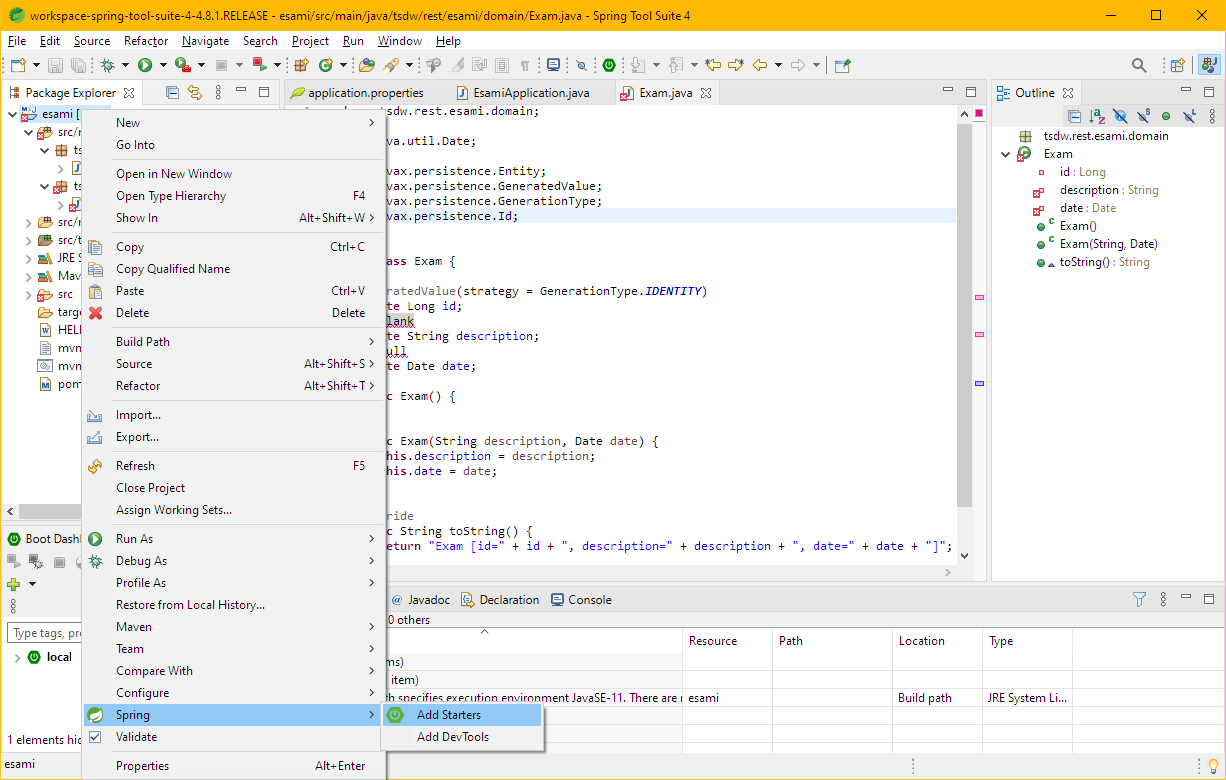 workspace-spring-tool-suite-4-4.8.1.RELEASE - esami/src/main/java/tsdw/rest/esami/domain/Exam.java - Spring Tool Suite 4
File Edit Source Refactor Navigate Search Project Run Window Help
Package Explorer
esami [
src/
src/
src/t
JRE S
Mav
src
targe
HELI
mvn
mvn
pom
New
Go Into
Open in New Window
Open Type Hierarchy F4
Show In Alt+Shift+W
Copy Ctrl+C
Copy Qualified Name
Paste Ctrl+V
Delete Delete
Build Path
Source Alt+Shift+S
Refactor Alt+Shift+T
Import...
Export...
Refresh F5
Close Project
Assign Working Sets...
Run As
Debug As
Profile As
Restore from Local History...
Maven
Team
Compare With
Configure
Spring
Validate
Properties Alt+Enter
Add Starters
Add DevTools
application.properties EsamiApplication.java Exam.java
tsdw.rest.esami.domain;
va.util.Date;
vax.persistence.Entity;
vax.persistence.GeneratedValue;
vax.persistence.GenerationType;
vax.persistence.Id;
ass Exam {
ratedValue(strategy = GenerationType.IDENTITY)
te Long id;
lank
te String description;
ull
te Date date;
c Exam() {
c Exam(String description, Date date) {
his.description = description;
his.date = date;
ride
c String toString() {
eturn "Exam [id=" + id + ", description=" + description + ", date=" + date + "]";
Outline
tsdw.rest.esami.domain
Exam
id : Long
description : String
date : Date
Exam()
Exam(String, Date)
toString() : String
Boot Dash
Type tags, pr
local
1 elements hid
esami
@ Javadoc Declaration Console
0 others
Resource Path Location Type
ms)
item)
th specifies execution environment JavaSE-11. There are esami Build path JRE System Li...